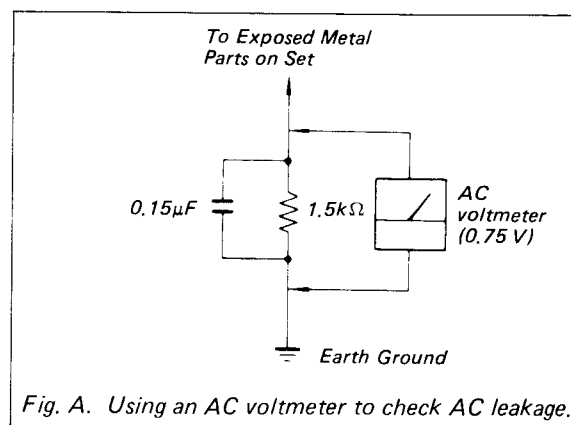 To Exposed Metal
Parts on Set
0.15µF
1.5kΩ
AC
voltmeter
(0.75 V)
Earth Ground
Fig. A. Using an AC voltmeter to check AC leakage.